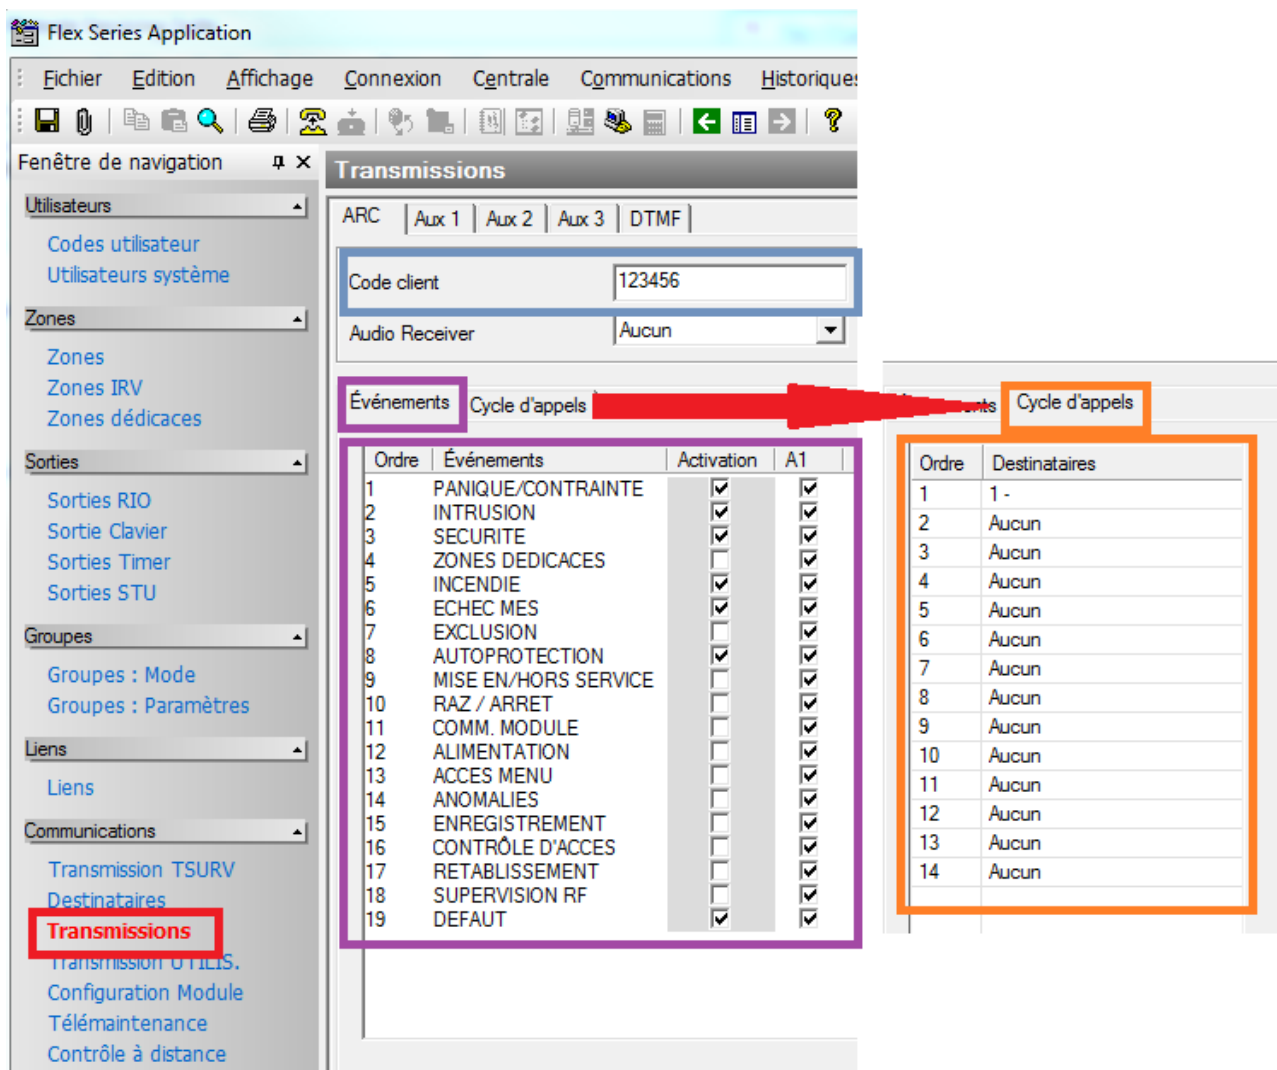 Flex Series Application
Fichier Edition Affichage Connexion Centrale Communications Historiques
Fenêtre de navigation
Transmissions
Utilisateurs
Codes utilisateur
Utilisateurs système
Zones
Zones
Zones IRV
Zones dédicaces
Sorties
Sorties RIO
Sortie Clavier
Sorties Timer
Sorties STU
Groupes
Groupes : Mode
Groupes : Paramètres
Liens
Liens
Communications
Transmission TSURV
Destinataires
Transmissions
Transmission UTILIS.
Configuration Module
Télémaintenance
Contrôle à distance
ARC Aux 1 Aux 2 Aux 3 DTMF
Code client 123456
Audio Receiver Aucun
Événements Cycle d'appels
Ordre Événements Activation A1
1 PANIQUE/CONTRAINTE
2 INTRUSION
3 SECURITE
4 ZONES DEDICACES
5 INCENDIE
6 ECHEC MES
7 EXCLUSION
8 AUTOPROTECTION
9 MISE EN/HORS SERVICE
10 RAZ / ARRET
11 COMM. MODULE
12 ALIMENTATION
13 ACCES MENU
14 ANOMALIES
15 ENREGISTREMENT
16 CONTRÔLE D'ACCES
17 RETABLISSEMENT
18 SUPERVISION RF
19 DEFAUT
Cycle d'appels
Ordre Destinataires
1 1 -
2 Aucun
3 Aucun
4 Aucun
5 Aucun
6 Aucun
7 Aucun
8 Aucun
9 Aucun
10 Aucun
11 Aucun
12 Aucun
13 Aucun
14 Aucun